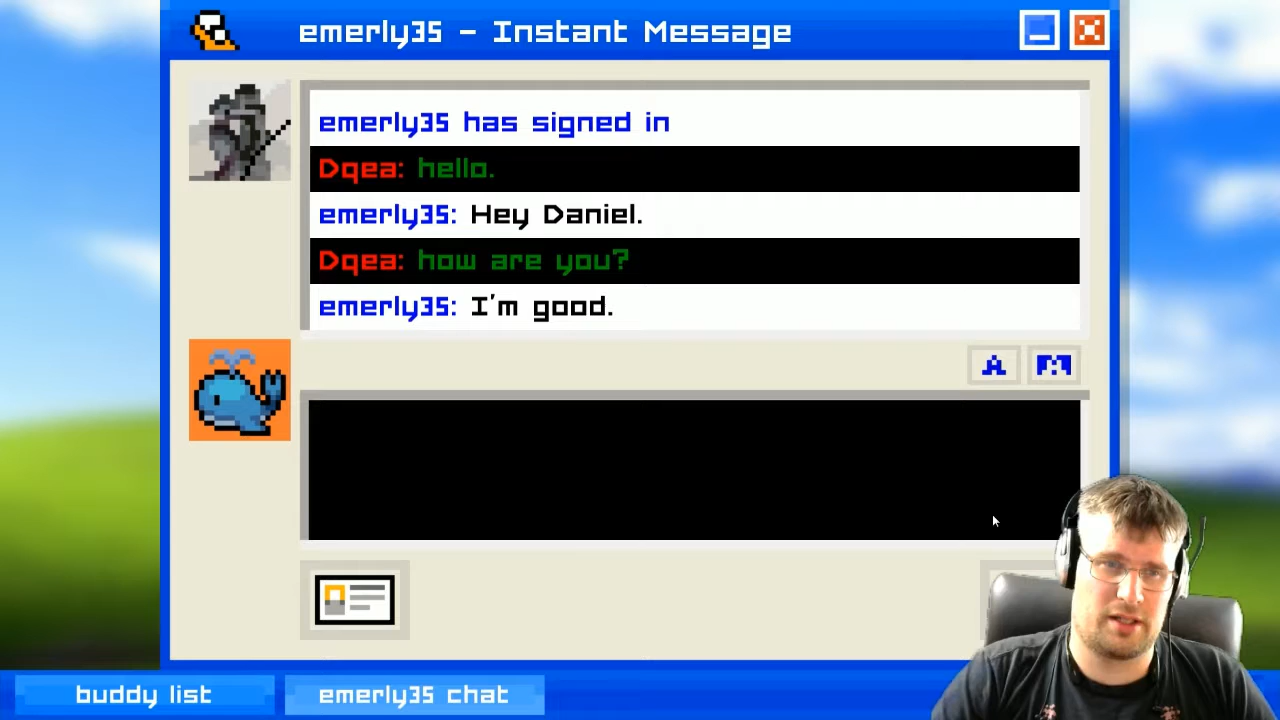 emerly35 - Instant Message
emerly35 has signed in
Dqea: hello.
emerly35: Hey Daniel.
Dqea: how are you?
emerly35: I'm good.
A
buddy list
emerly35 chat